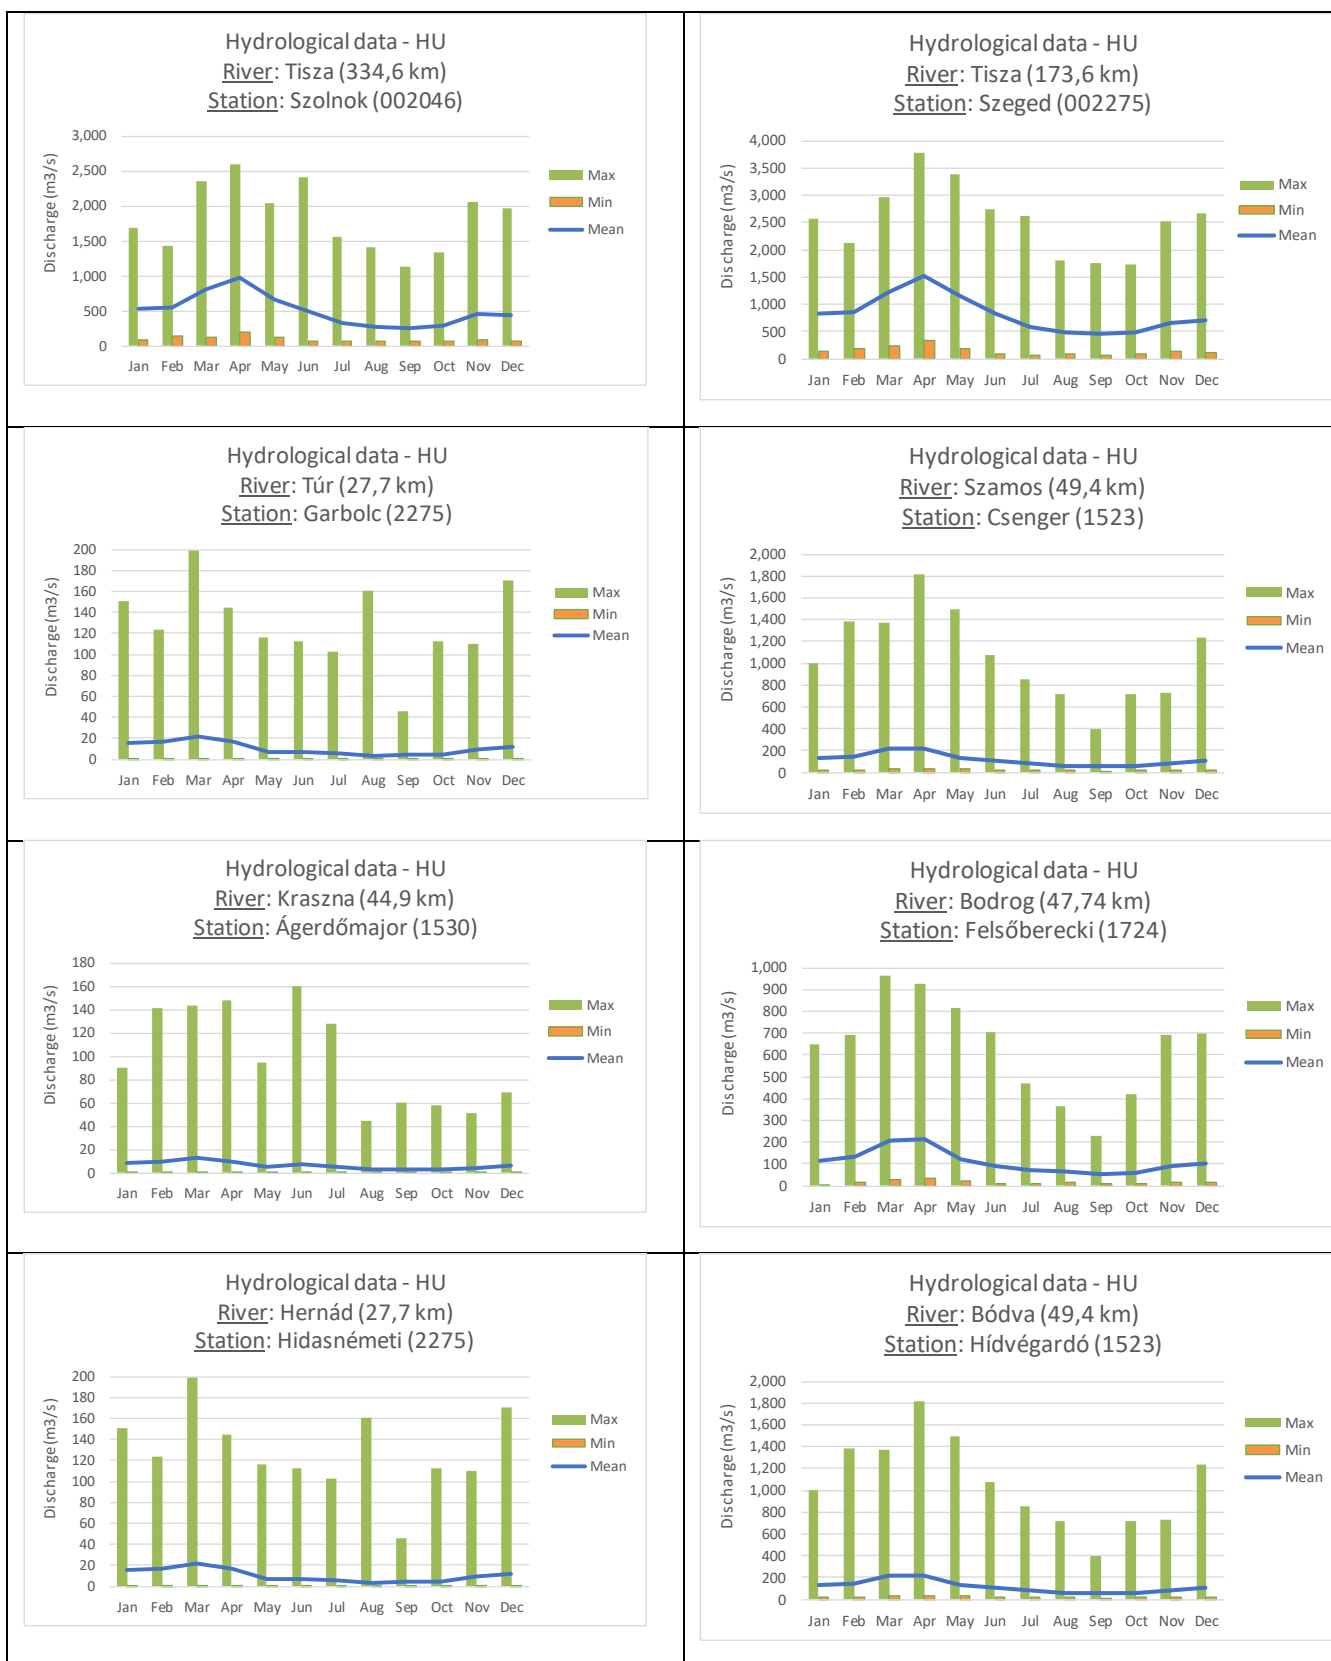 Hydrological data - HU
River: Tisza (334,6 km)
Station: Szolnok (002046)
Discharge (m3/s)
3,000
2,500
2,000
1,500
1,000
500
0
Jan Feb Mar Apr May Jun Jul Aug Sep Oct Nov Dec
Max
Min
Mean
Hydrological data - HU
River: Tisza (173,6 km)
Station: Szeged (002275)
Discharge (m3/s)
4,000
3,500
3,000
2,500
2,000
1,500
1,000
500
0
Jan Feb Mar Apr May Jun Jul Aug Sep Oct Nov Dec
Max
Min
Mean
Hydrological data - HU
River: Túr (27,7 km)
Station: Garbolc (2275)
Discharge (m3/s)
200
180
160
140
120
100
80
60
40
20
0
Jan Feb Mar Apr May Jun Jul Aug Sep Oct Nov Dec
Max
Min
Mean
Hydrological data - HU
River: Szamos (49,4 km)
Station: Csenger (1523)
Discharge (m3/s)
2,000
1,800
1,600
1,400
1,200
1,000
800
600
400
200
0
Jan Feb Mar Apr May Jun Jul Aug Sep Oct Nov Dec
Max
Min
Mean
Hydrological data - HU
River: Kraszna (44,9 km)
Station: Ágerdőmajor (1530)
Discharge (m3/s)
180
160
140
120
100
80
60
40
20
0
Jan Feb Mar Apr May Jun Jul Aug Sep Oct Nov Dec
Max
Min
Mean
Hydrological data - HU
River: Bodrog (47,74 km)
Station: Felsőberecki (1724)
Discharge (m3/s)
1,000
900
800
700
600
500
400
300
200
100
0
Jan Feb Mar Apr May Jun Jul Aug Sep Oct Nov Dec
Max
Min
Mean
Hydrological data - HU
River: Hernád (27,7 km)
Station: Hidasnémeti (2275)
Discharge (m3/s)
200
180
160
140
120
100
80
60
40
20
0
Jan Feb Mar Apr May Jun Jul Aug Sep Oct Nov Dec
Max
Min
Mean
Hydrological data - HU
River: Bódva (49,4 km)
Station: Hídvégardó (1523)
Discharge (m3/s)
2,000
1,800
1,600
1,400
1,200
1,000
800
600
400
200
0
Jan Feb Mar Apr May Jun Jul Aug Sep Oct Nov Dec
Max
Min
Mean